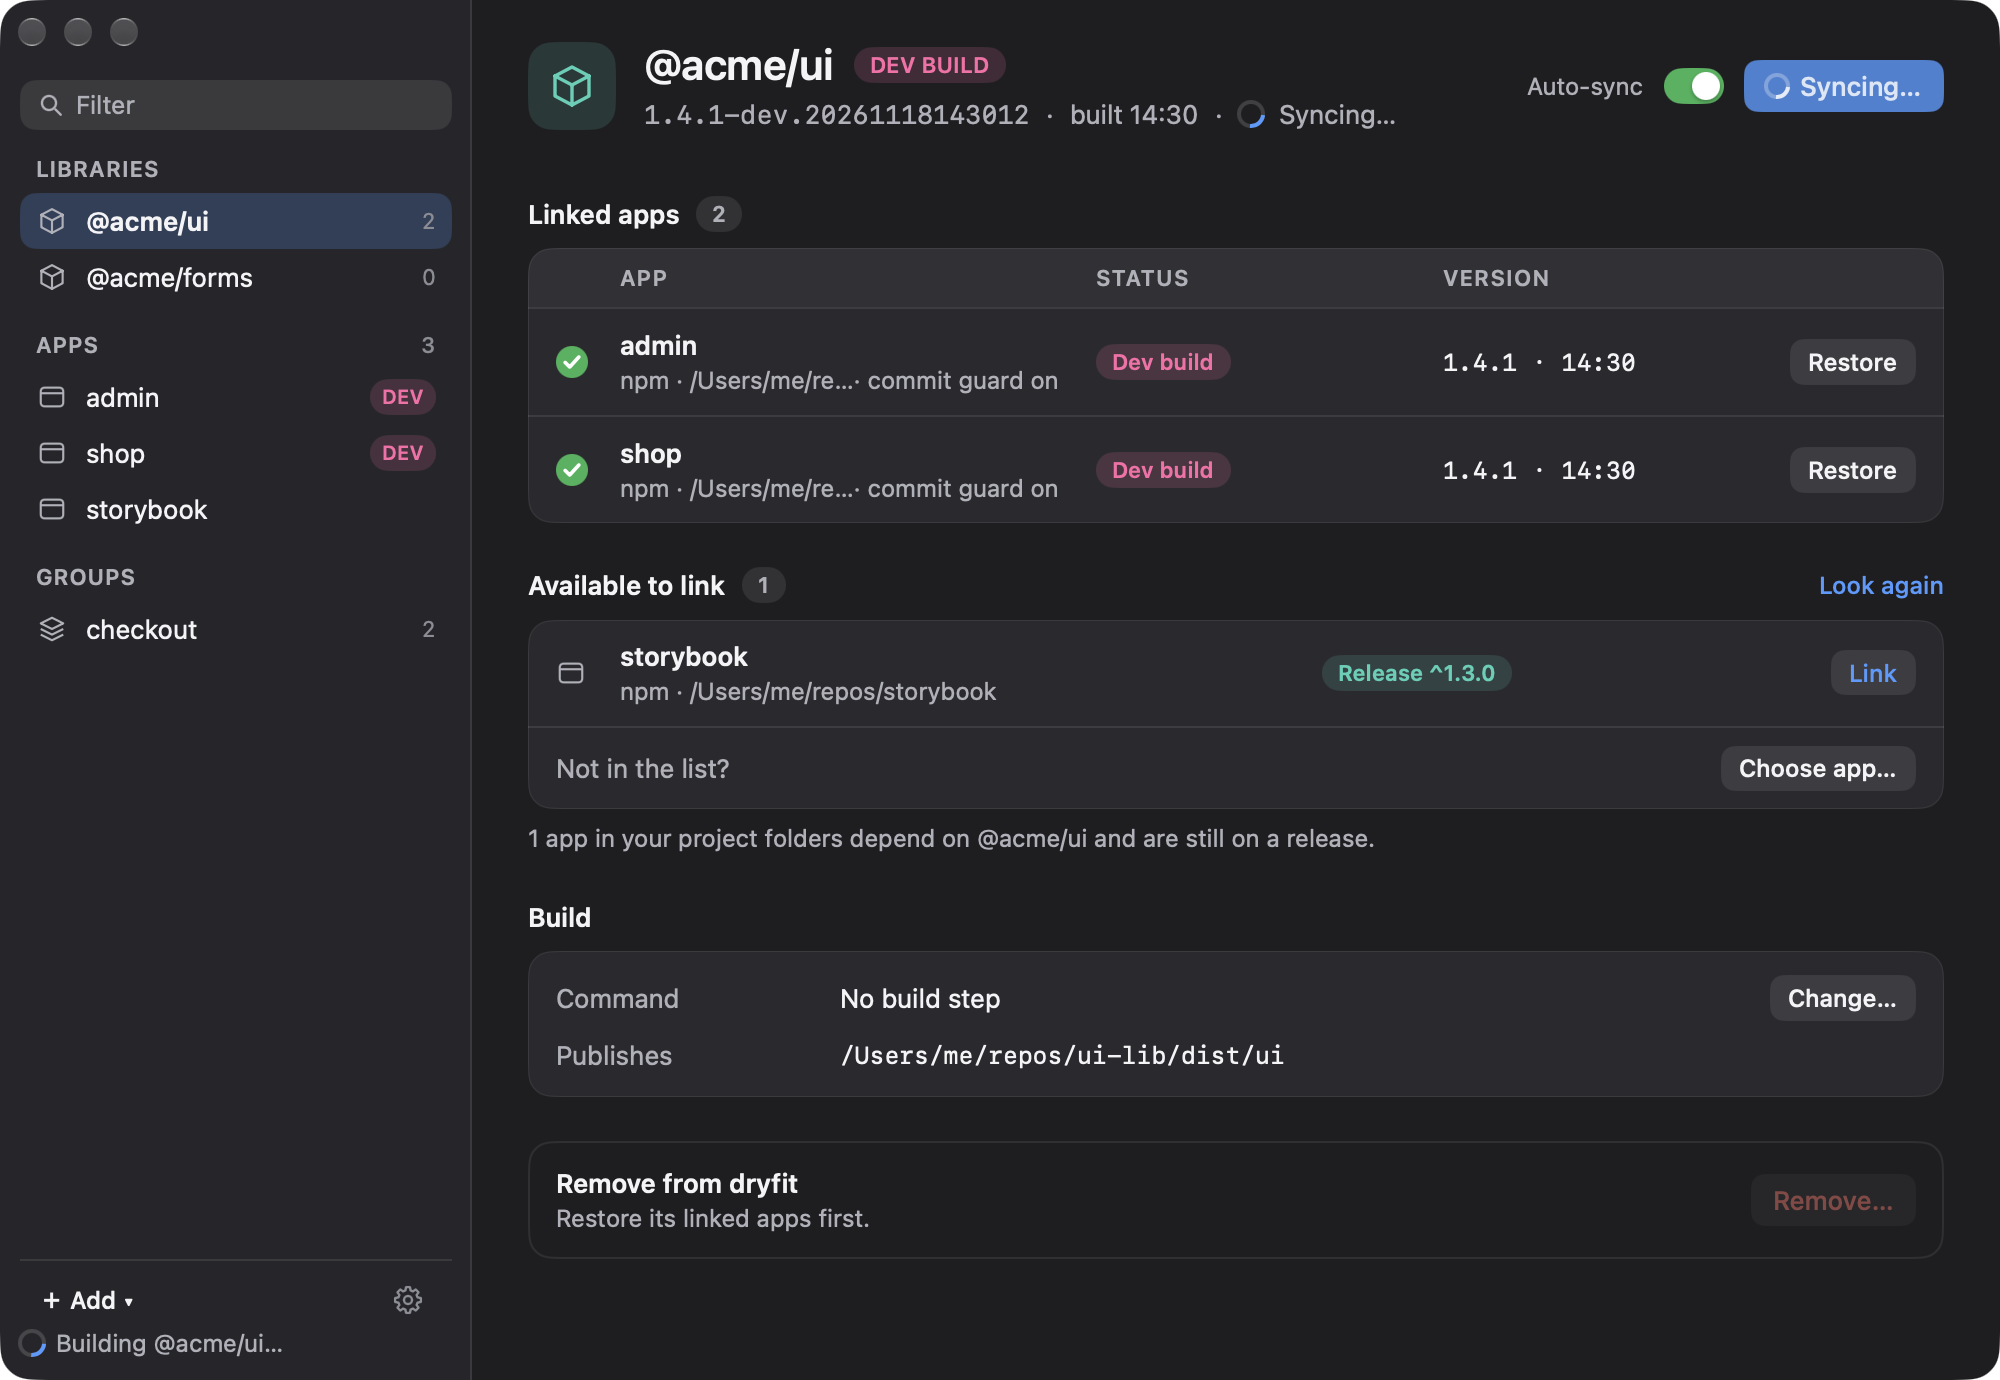 Filter
LIBRARIES
@acme/ui 2
@acme/forms 0
APPS 3
admin DEV
shop DEV
storybook
GROUPS
checkout 2
+ Add ▾
Building @acme/ui...
@acme/ui DEV BUILD
1.4.1-dev.20261118143012 · built 14:30 · Syncing...
Auto-sync Syncing...
Linked apps 2
APP STATUS VERSION
admin
npm · /Users/me/re...· commit guard on
Dev build 1.4.1 · 14:30 Restore
shop
npm · /Users/me/re...· commit guard on
Dev build 1.4.1 · 14:30 Restore
Available to link 1 Look again
storybook
npm · /Users/me/repos/storybook
Release ^1.3.0 Link
Not in the list? Choose app...
1 app in your project folders depend on @acme/ui and are still on a release.
Build
Command No build step Change...
Publishes /Users/me/repos/ui-lib/dist/ui
Remove from dryfit
Restore its linked apps first.
Remove...